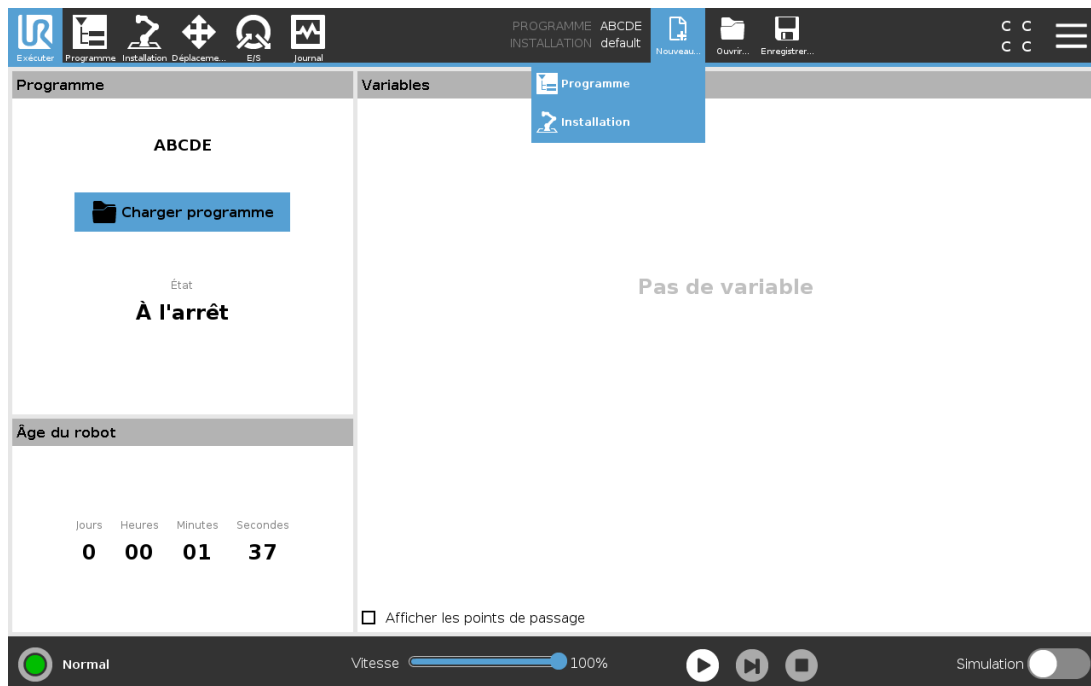 UR
Exécuter
Programme
Installation
Déplaceme...
E/S
Journal
PROGRAMME ABCDE
INSTALLATION default
Nouveau...
Ouvrir...
Enregistrer...
C C
C C
Programme
Installation
Programme
ABCDE
Charger programme
État
À l'arrêt
Variables
Pas de variable
Âge du robot
Jours Heures Minutes Secondes
0 00 01 37
Afficher les points de passage
Normal
Vitesse 100%
Simulation